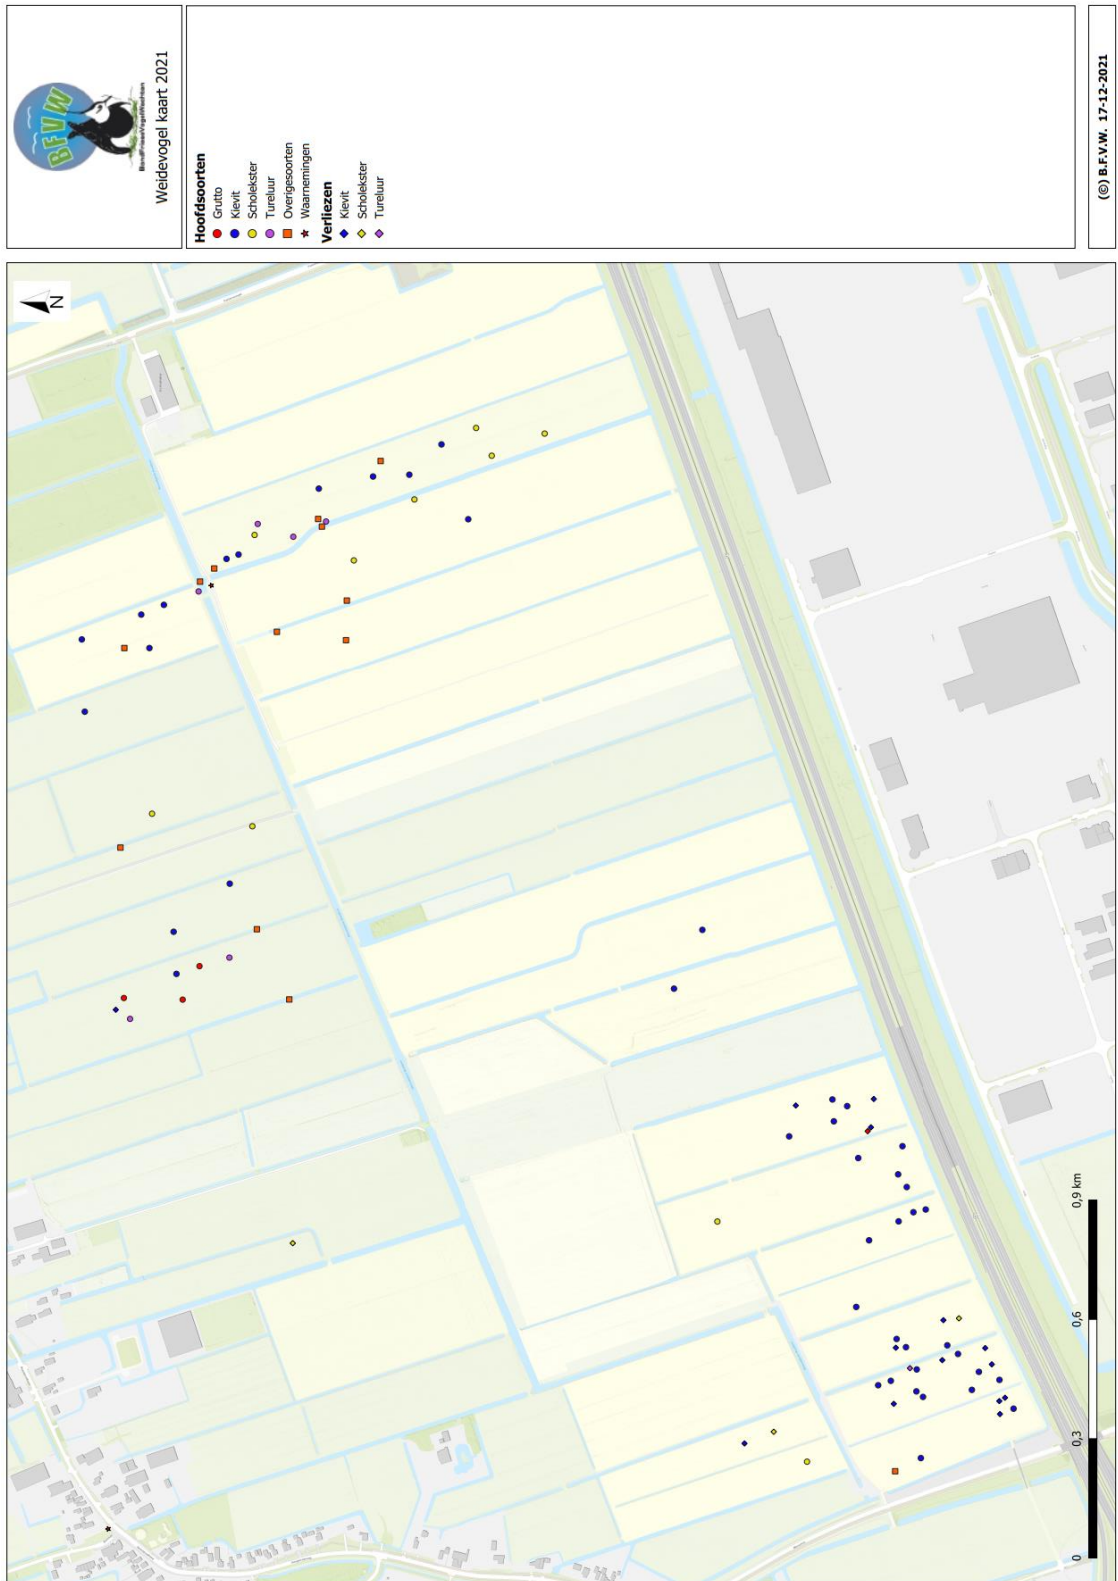 BFVW
BondFrieseVogelWachten
Weidevogel kaart 2021
Hoofdsoorten
Grutto
Kievit
Scholekster
Tureluur
Overigesoorten
Waarnemingen
Verliezen
Kievit
Scholekster
Tureluur
(©) B.F.V.W. 17-12-2021
N
0
0,3
0,6
0,9 km